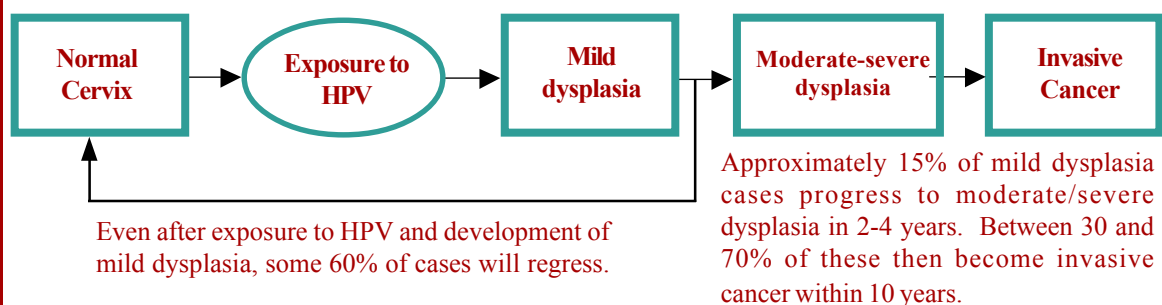 Normal
Cervix
Exposure to
HPV
Mild
dysplasia
Moderate-severe
dysplasia
Invasive
Cancer
Even after exposure to HPV and development of
mild dysplasia, some 60% of cases will regress.
Approximately 15% of mild dysplasia
cases progress to moderate/severe
dysplasia in 2-4 years. Between 30 and
70% of these then become invasive
cancer within 10 years.